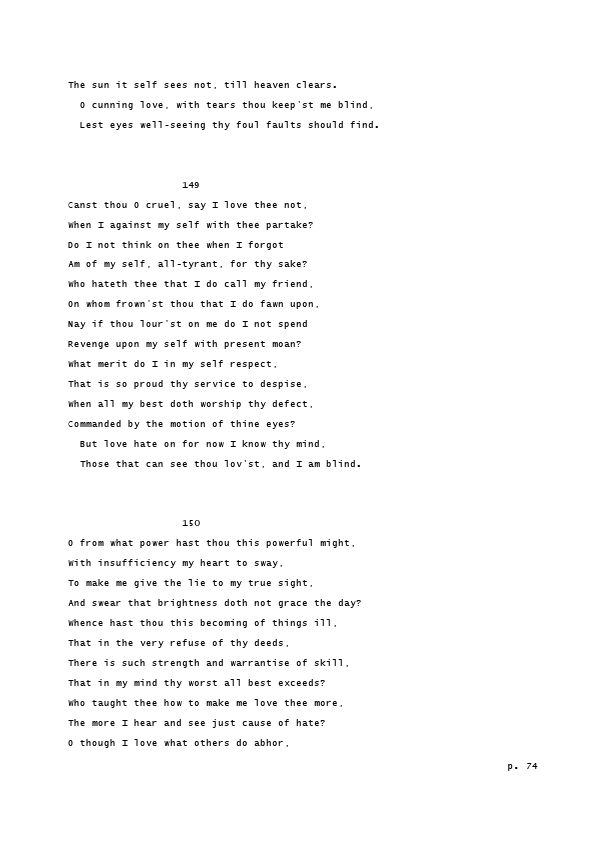 The sun it self sees not, till heaven clears.
  O cunning love, with tears thou keep'st me blind,
  Lest eyes well-seeing thy foul faults should find.
149
Canst thou O cruel, say I love thee not,
When I against my self with thee partake?
Do I not think on thee when I forgot
Am of my self, all-tyrant, for thy sake?
Who hateth thee that I do call my friend,
On whom frown'st thou that I do fawn upon,
Nay if thou lour'st on me do I not spend
Revenge upon my self with present moan?
What merit do I in my self respect,
That is so proud thy service to despise,
When all my best doth worship thy defect,
Commanded by the motion of thine eyes?
  But love hate on for now I know thy mind,
  Those that can see thou lov'st, and I am blind.
150
O from what power hast thou this powerful might,
With insufficiency my heart to sway,
To make me give the lie to my true sight,
And swear that brightness doth not grace the day?
Whence hast thou this becoming of things ill,
That in the very refuse of thy deeds,
There is such strength and warrantise of skill,
That in my mind thy worst all best exceeds?
Who taught thee how to make me love thee more,
The more I hear and see just cause of hate?
O though I love what others do abhor,
p. 74